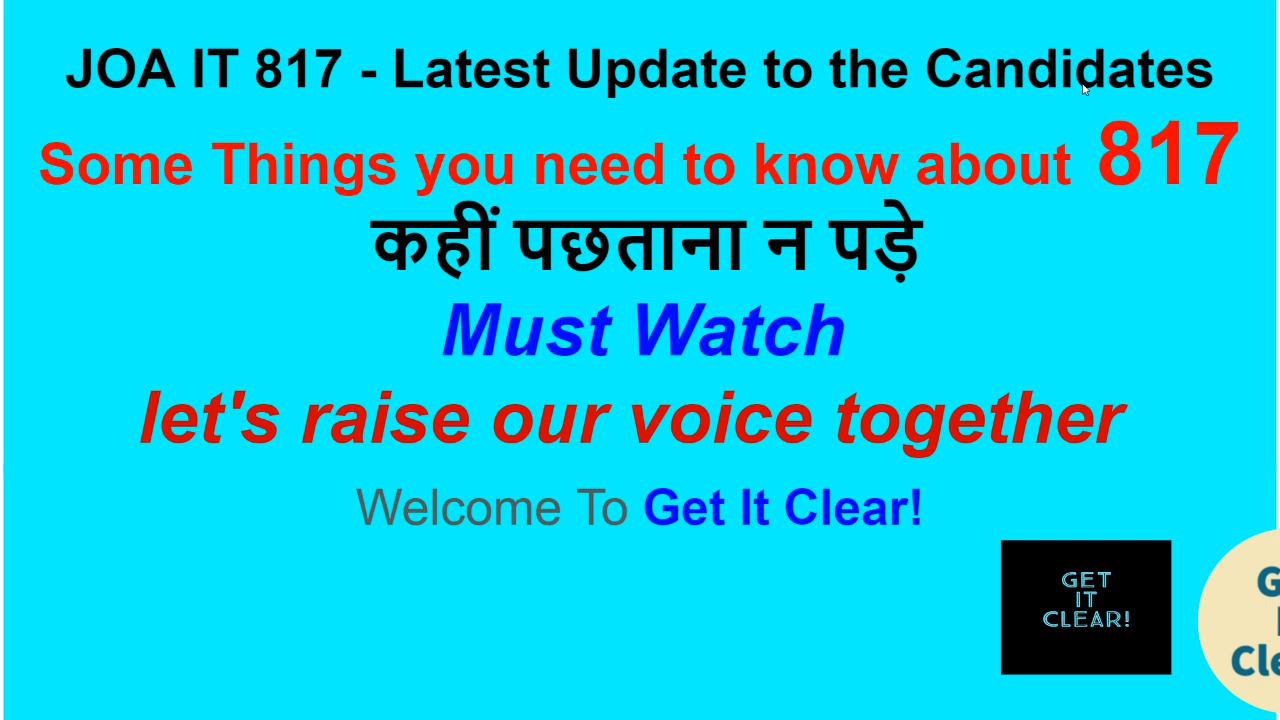 JOA IT 817 - Latest Update to the Candidates
Some Things you need to know about 817
कहीं पछताना न पड़े
Must Watch
let's raise our voice together
Welcome To Get It Clear!
GET
IT
CLEAR!